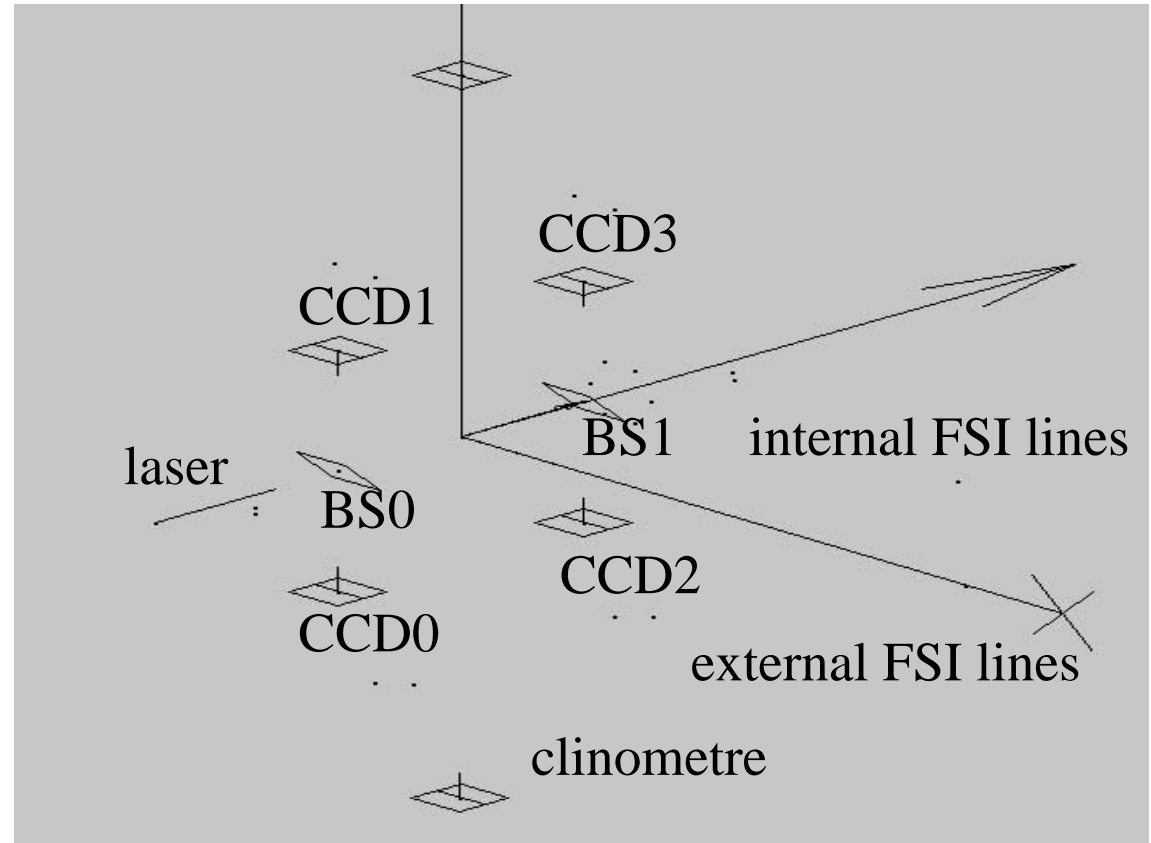 CCD3
CCD1
BS1
internal FSI lines
laser
BS0
CCD2
CCD0
external FSI lines
clinometre